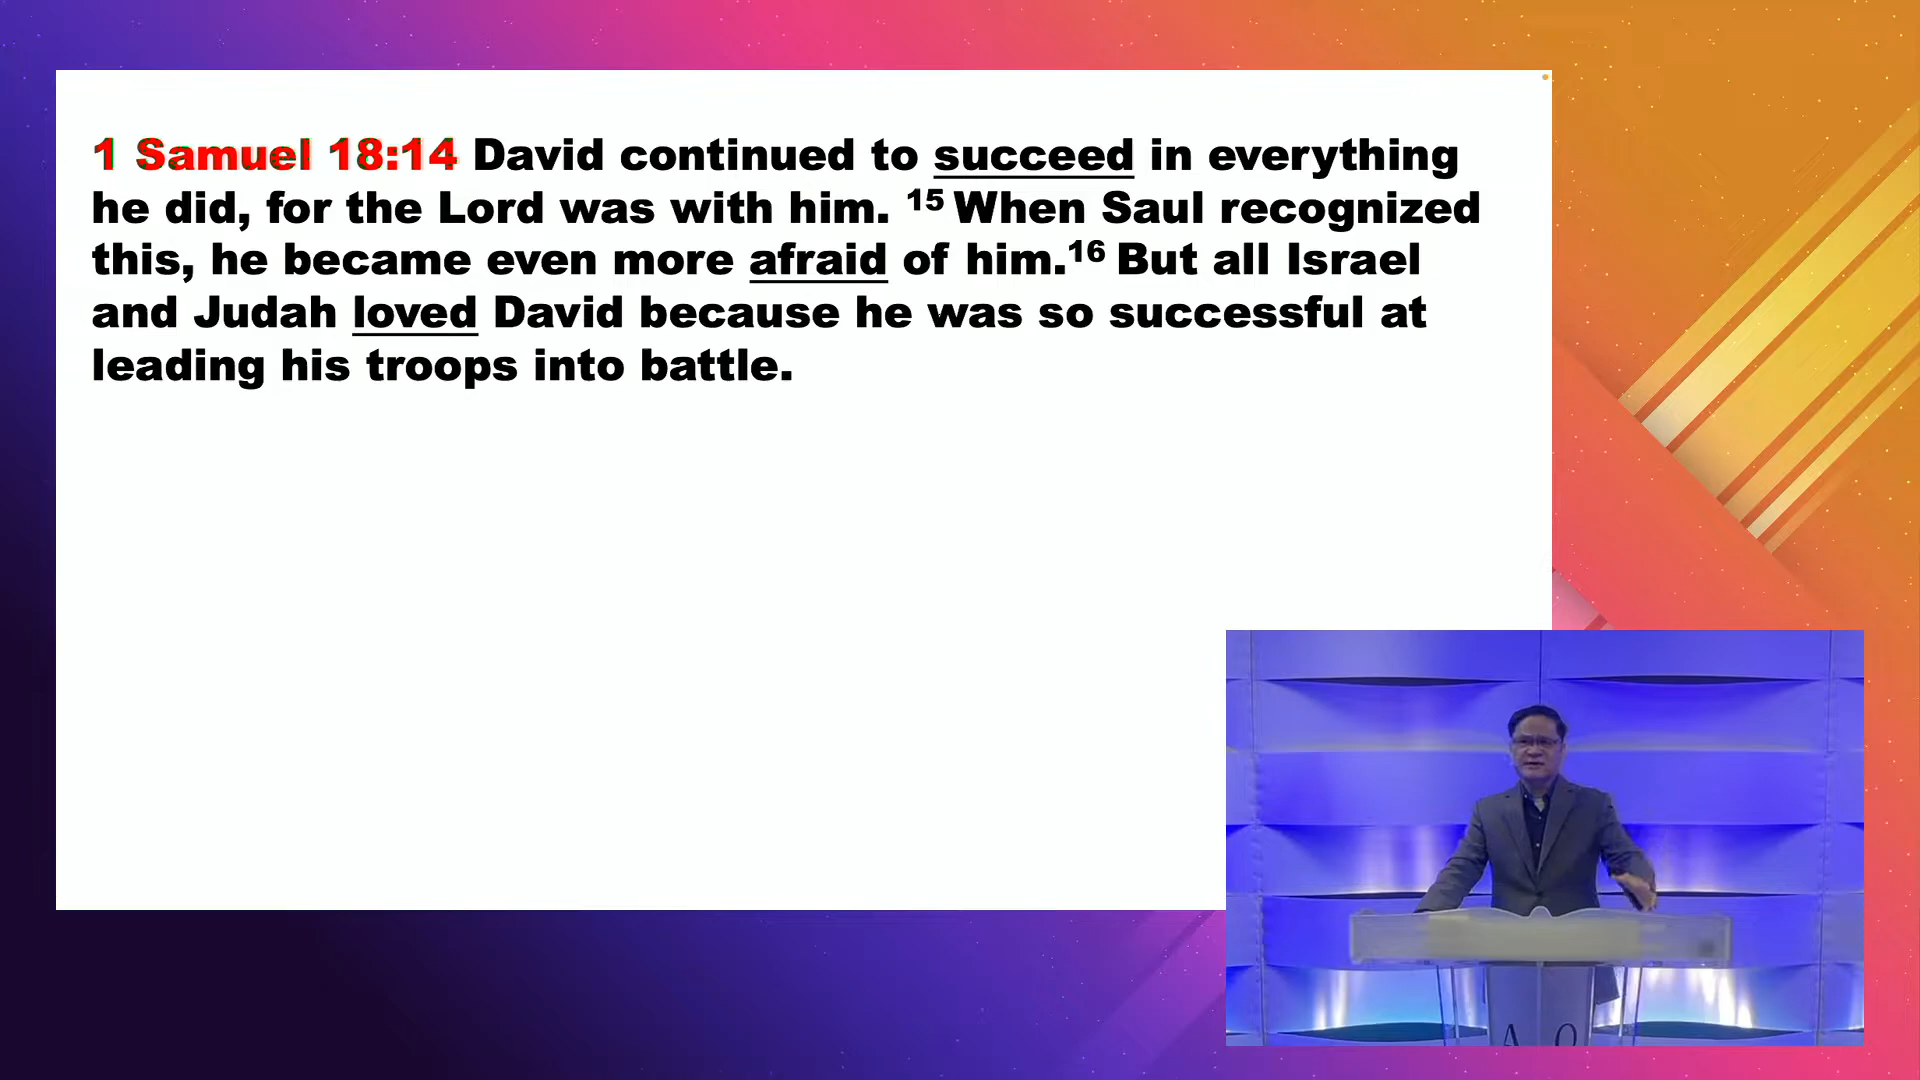 1 Samuel 18:14 David continued to succeed in everything
he did, for the Lord was with him. 15 When Saul recognized
this, he became even more afraid of him.16 But all Israel
and Judah loved David because he was so successful at
leading his troops into battle.
A O